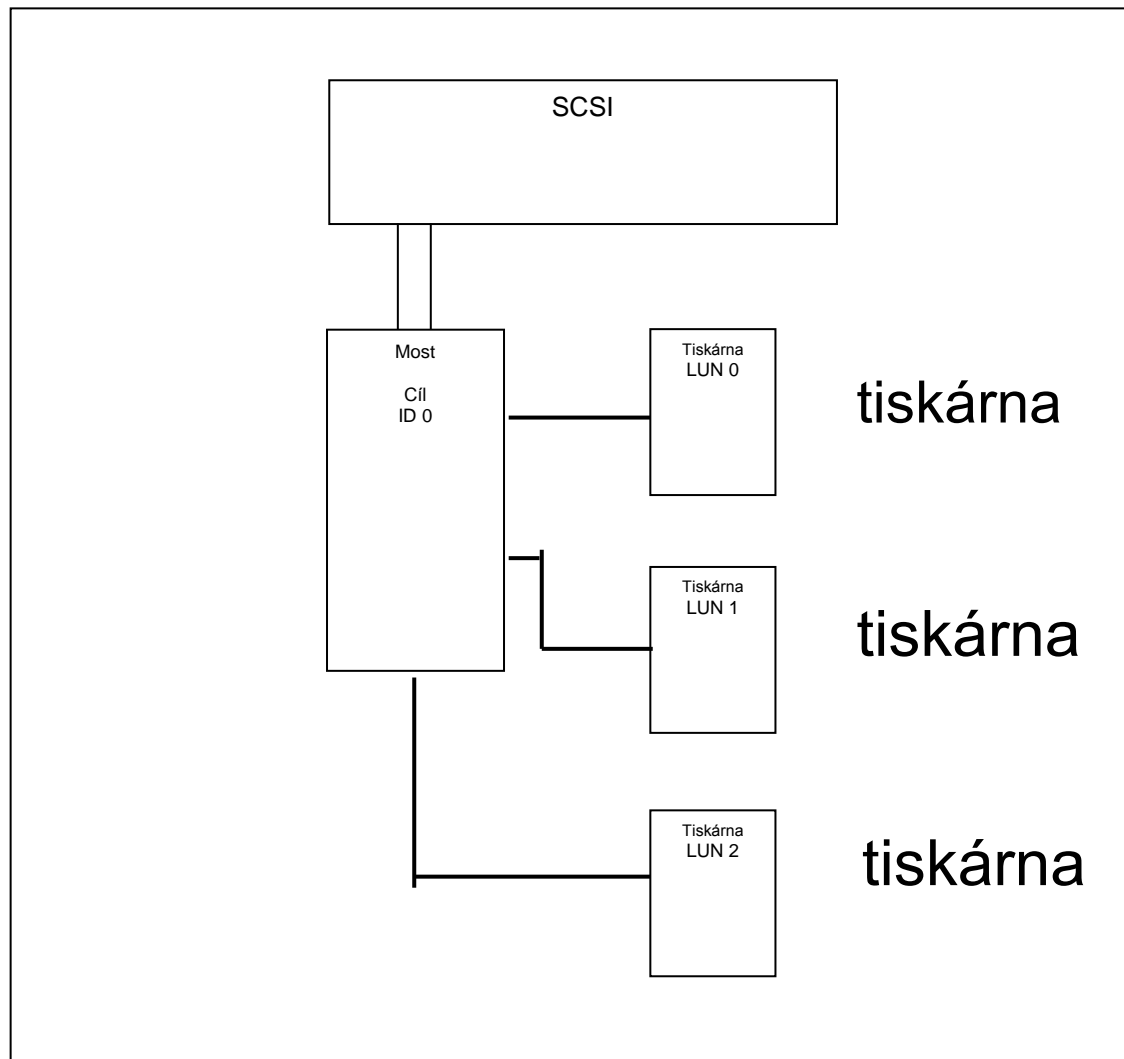 SCSI
Most
Cíl
ID 0
Tiskárna
LUN 0
tiskárna
Tiskárna
LUN 1
tiskárna
Tiskárna
LUN 2
tiskárna